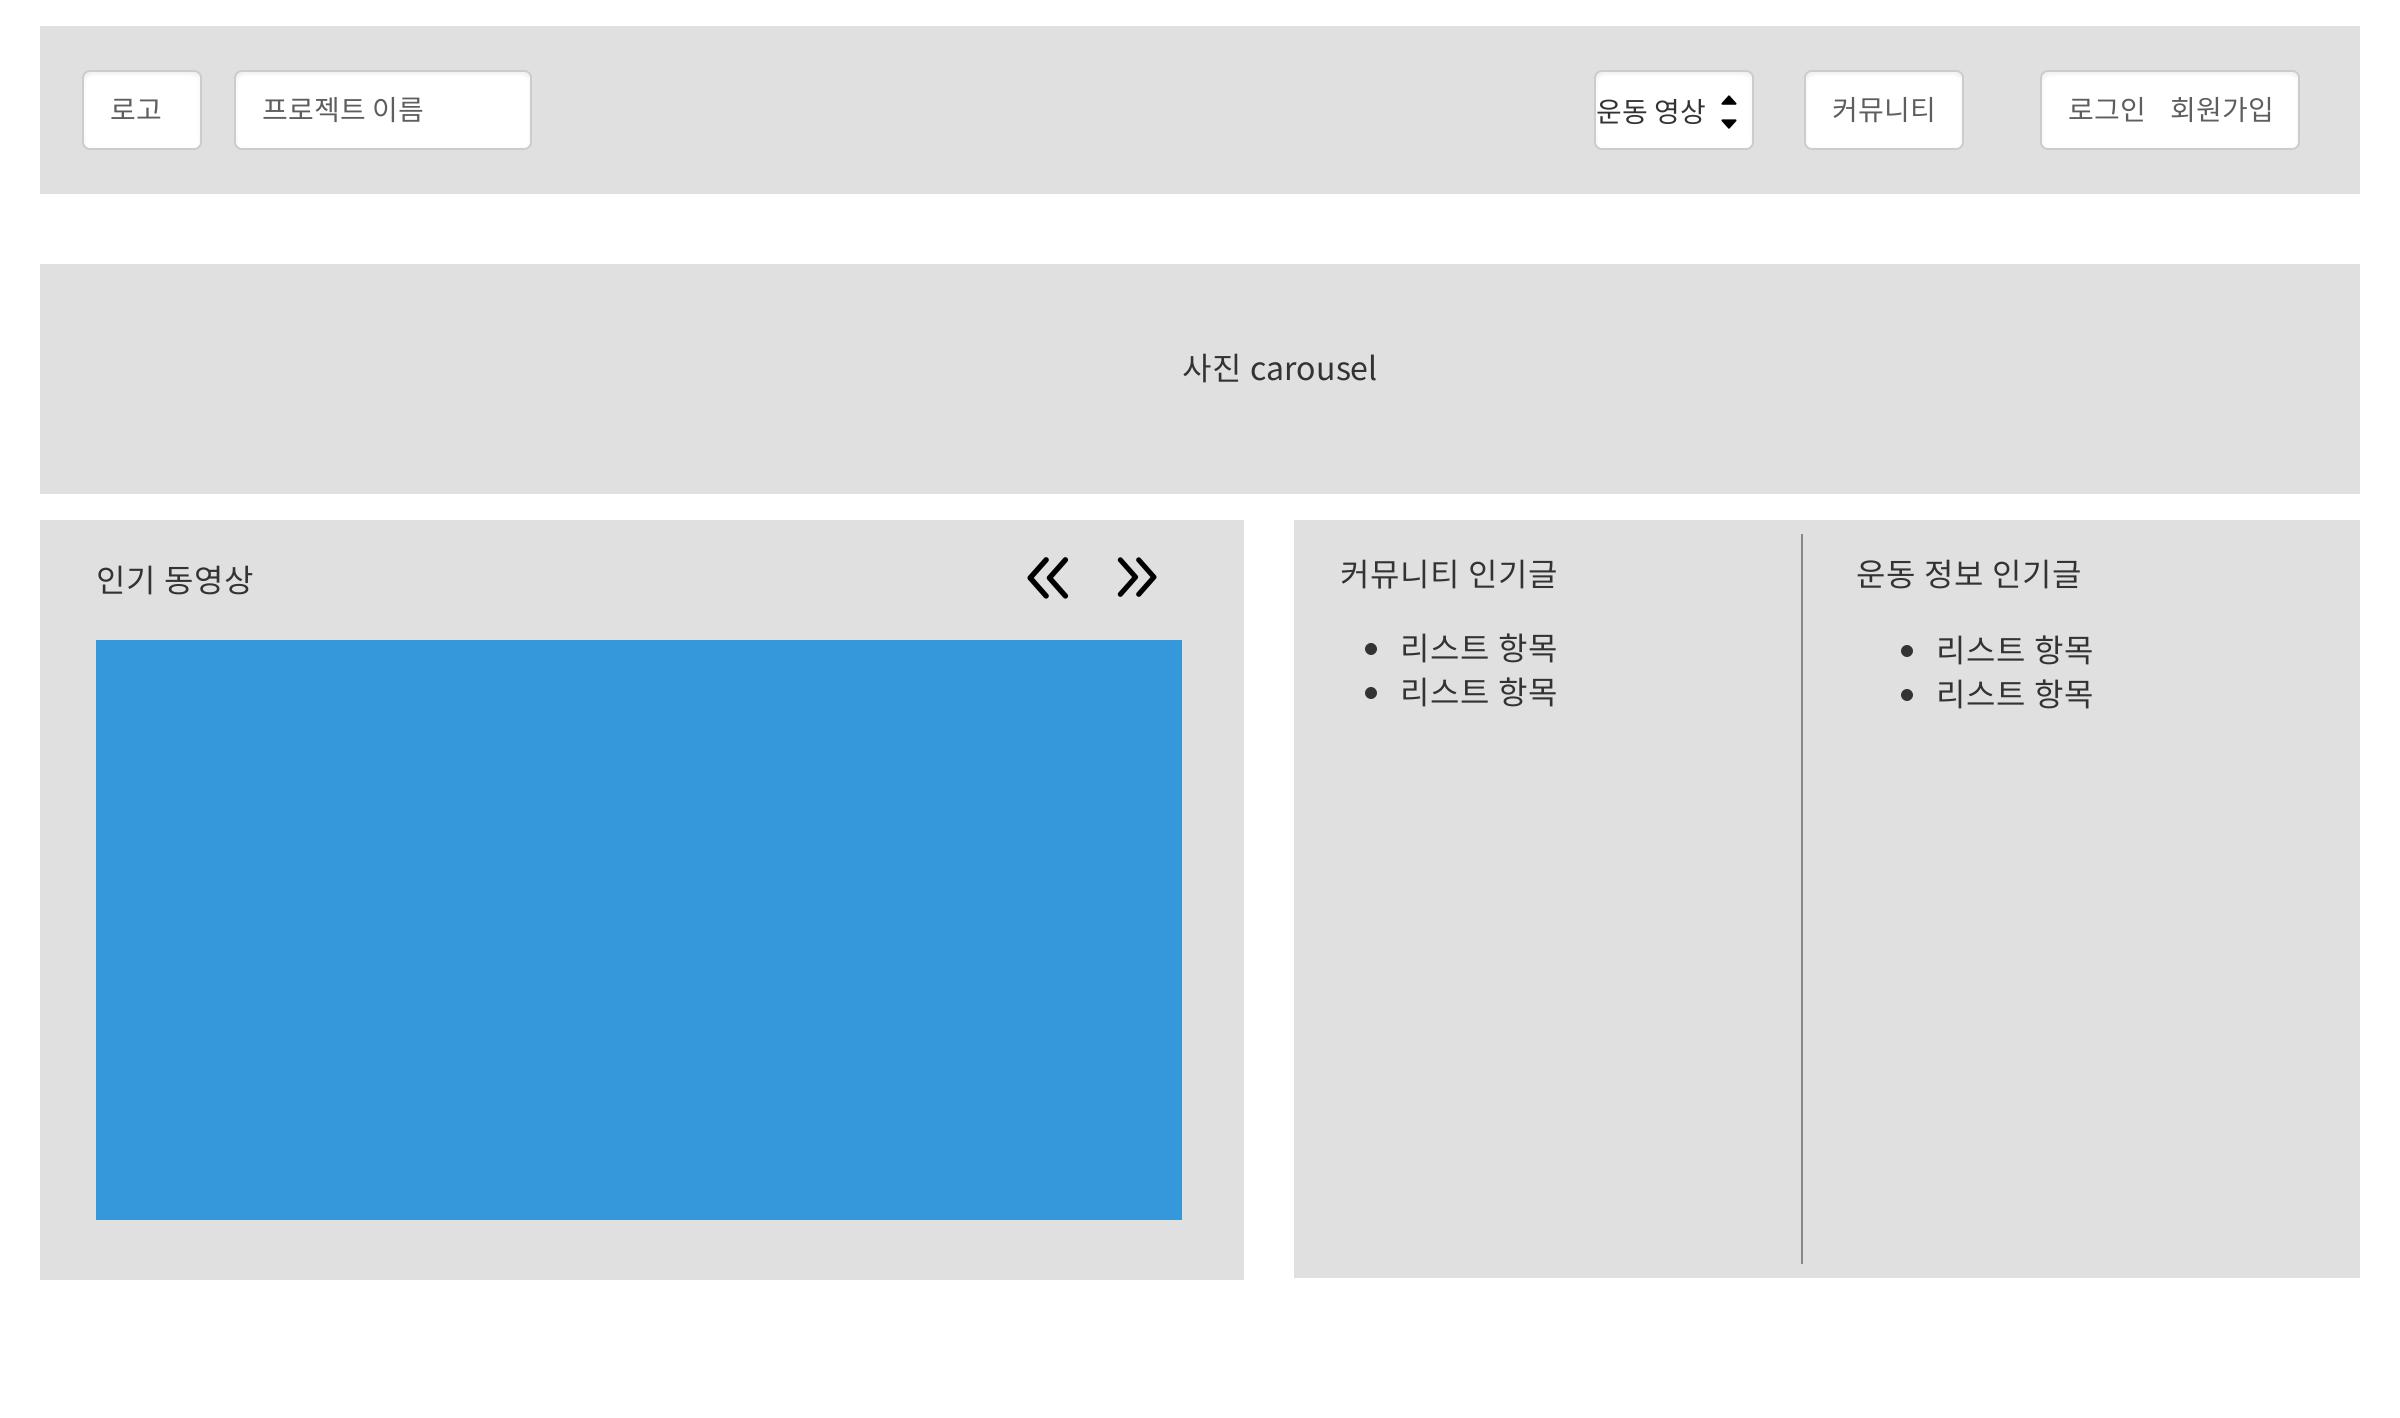 로고
프로젝트 이름
운동 영상
커뮤니티
로그인 회원가입
사진 carousel
인기 동영상
커뮤니티 인기글
리스트 항목
리스트 항목
운동 정보 인기글
리스트 항목
리스트 항목